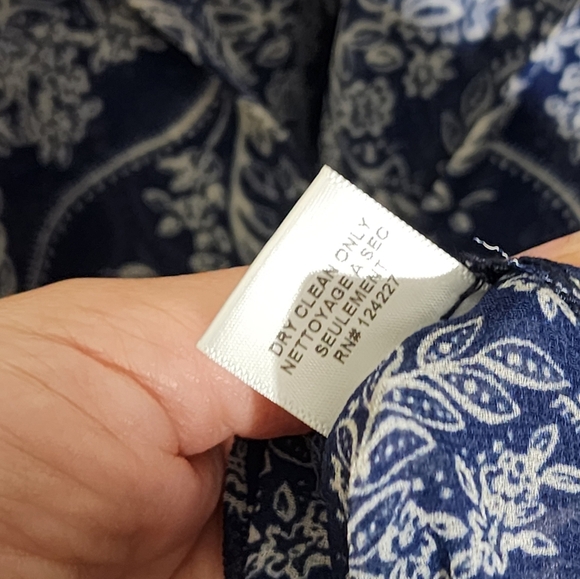 DRY CLEAN ONLY
NETTOYAGE A SEC
SEULEMENT
RN# 124227